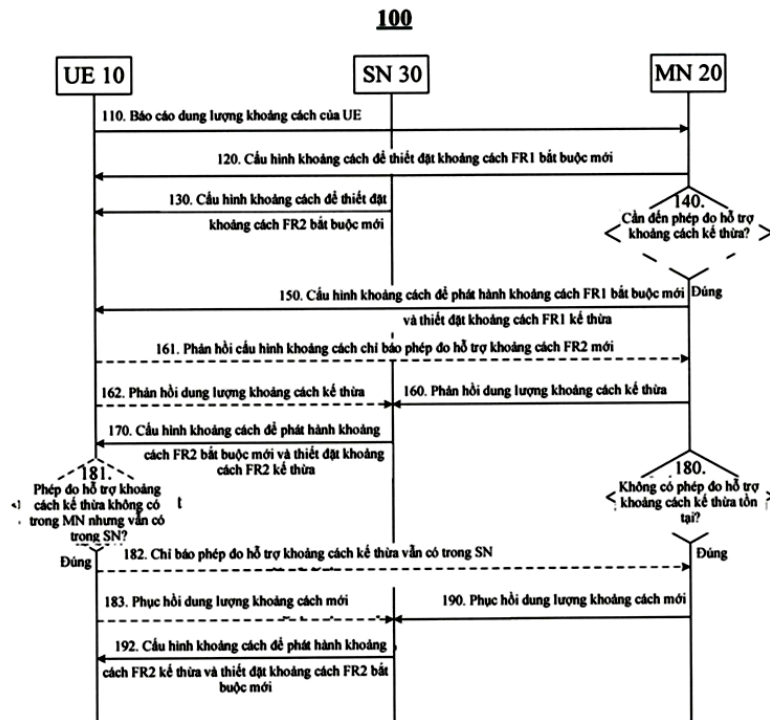 100
UE 10
SN 30
MN 20
110. Báo cáo dung lượng khoảng cách của UE
120. Cấu hình khoảng cách để thiết đặt khoảng cách FR1 bắt buộc mới
130. Cấu hình khoảng cách để thiết đặt
khoảng cách FR2 bắt buộc mới
140.
Cần đến phép đo hỗ trợ
khoảng cách kế thừa?
150. Cấu hình khoảng cách để phát hành khoảng cách FR1 bắt buộc mới
Đúng
và thiết đặt khoảng cách FR1 kế thừa
161. Phản hồi cấu hình khoảng cách chỉ báo phép đo hỗ trợ khoảng cách FR2 mới
162. Phản hồi dung lượng khoảng cách kế thừa
160. Phản hồi dung lượng khoảng cách kế thừa
170. Cấu hình khoảng cách để phát hành khoảng
cách FR2 bắt buộc mới và thiết đặt khoảng
cách FR2 kế thừa
181.
Phép đo hỗ trợ khoảng
cách kế thừa không có
trong MN nhưng vẫn có
trong SN?
Đúng
180.
Không có phép đo hỗ trợ
khoảng cách kế thừa tồn
tại?
Đúng
182. Chỉ báo phép đo hỗ trợ khoảng cách kế thừa vẫn có trong SN
183. Phục hồi dung lượng khoảng cách mới
190. Phục hồi dung lượng khoảng cách mới
192. Cấu hình khoảng cách để phát hành khoảng
cách FR2 kế thừa và thiết đặt khoảng cách FR2 bắt
buộc mới